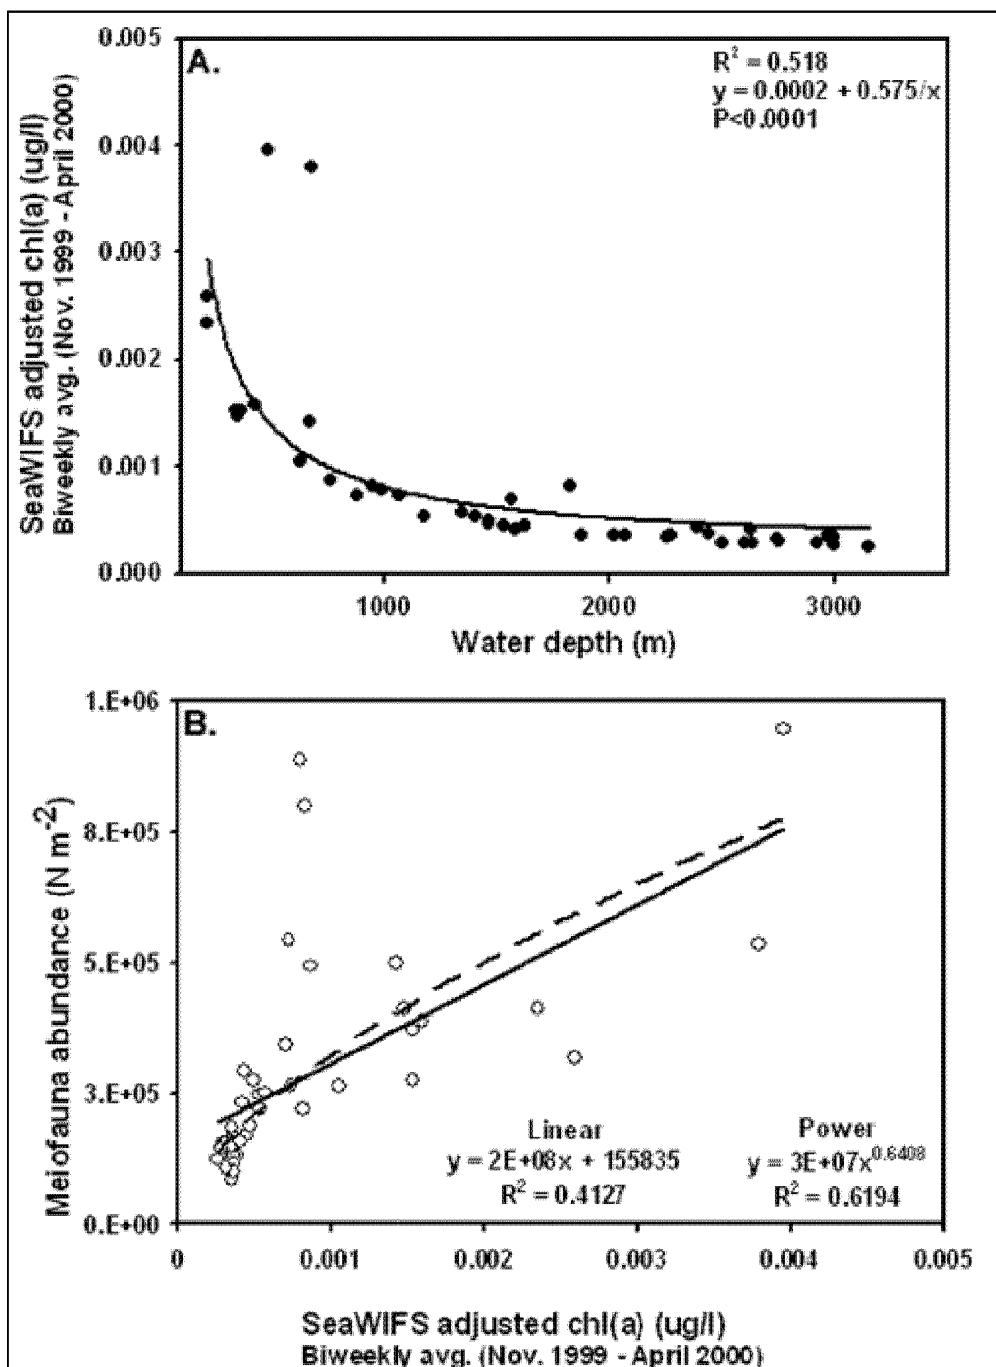 A.
R² = 0.518
y = 0.0002 + 0.575/x
P<0.0001
SeaWIFS adjusted chl(a) (ug/l)
Biweekly avg. (Nov. 1999 - April 2000)
0.005
0.004
0.003
0.002
0.001
0.000
1000 2000 3000
Water depth (m)
B.
Meiofauna abundance (N m⁻²)
1.E+06
8.E+05
5.E+05
3.E+05
0.E+00
Linear
y = 2E+08x + 155835
R² = 0.4127
Power
y = 3E+07x^0.6408
R² = 0.6194
0 0.001 0.002 0.003 0.004 0.005
SeaWIFS adjusted chl(a) (ug/l)
Biweekly avg. (Nov. 1999 - April 2000)